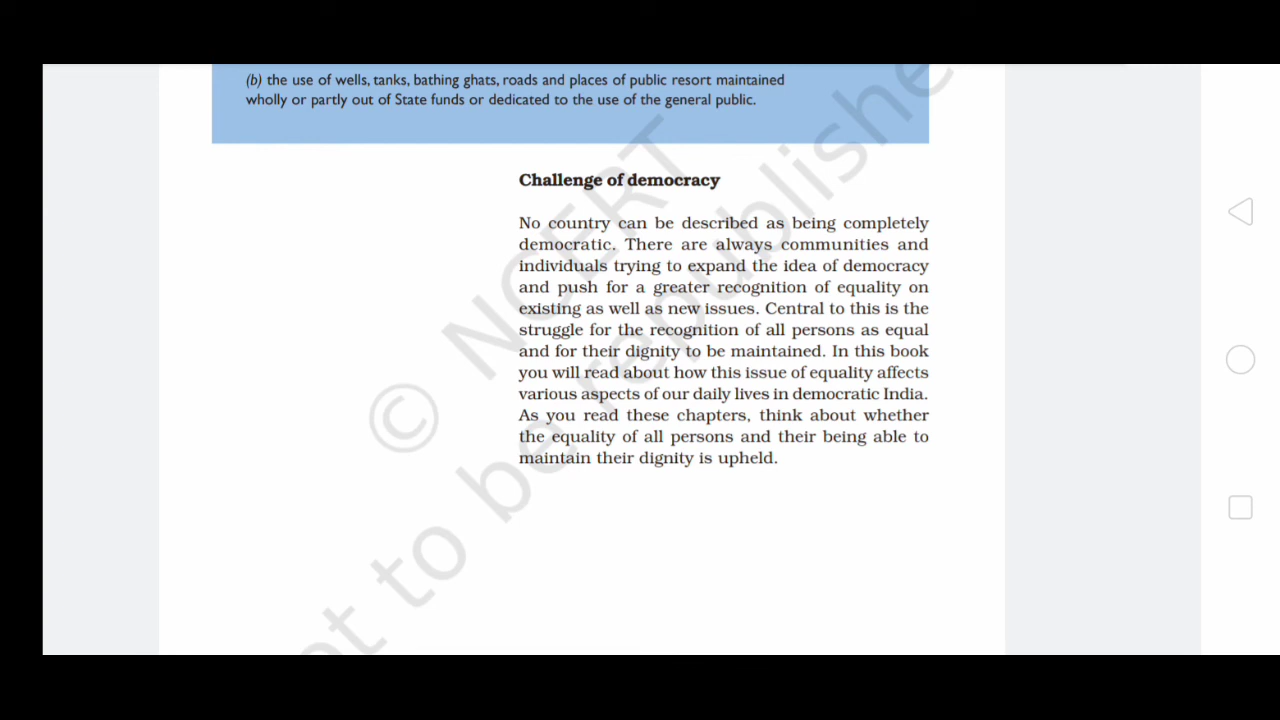 (b) the use of wells, tanks, bathing ghats, roads and places of public resort maintained
wholly or partly out of State funds or dedicated to the use of the general public.
Challenge of democracy
No country can be described as being completely
democratic. There are always communities and
individuals trying to expand the idea of democracy
and push for a greater recognition of equality on
existing as well as new issues. Central to this is the
struggle for the recognition of all persons as equal
and for their dignity to be maintained. In this book
you will read about how this issue of equality affects
various aspects of our daily lives in democratic India.
As you read these chapters, think about whether
the equality of all persons and their being able to
maintain their dignity is upheld.
© NCERT
not to be republished